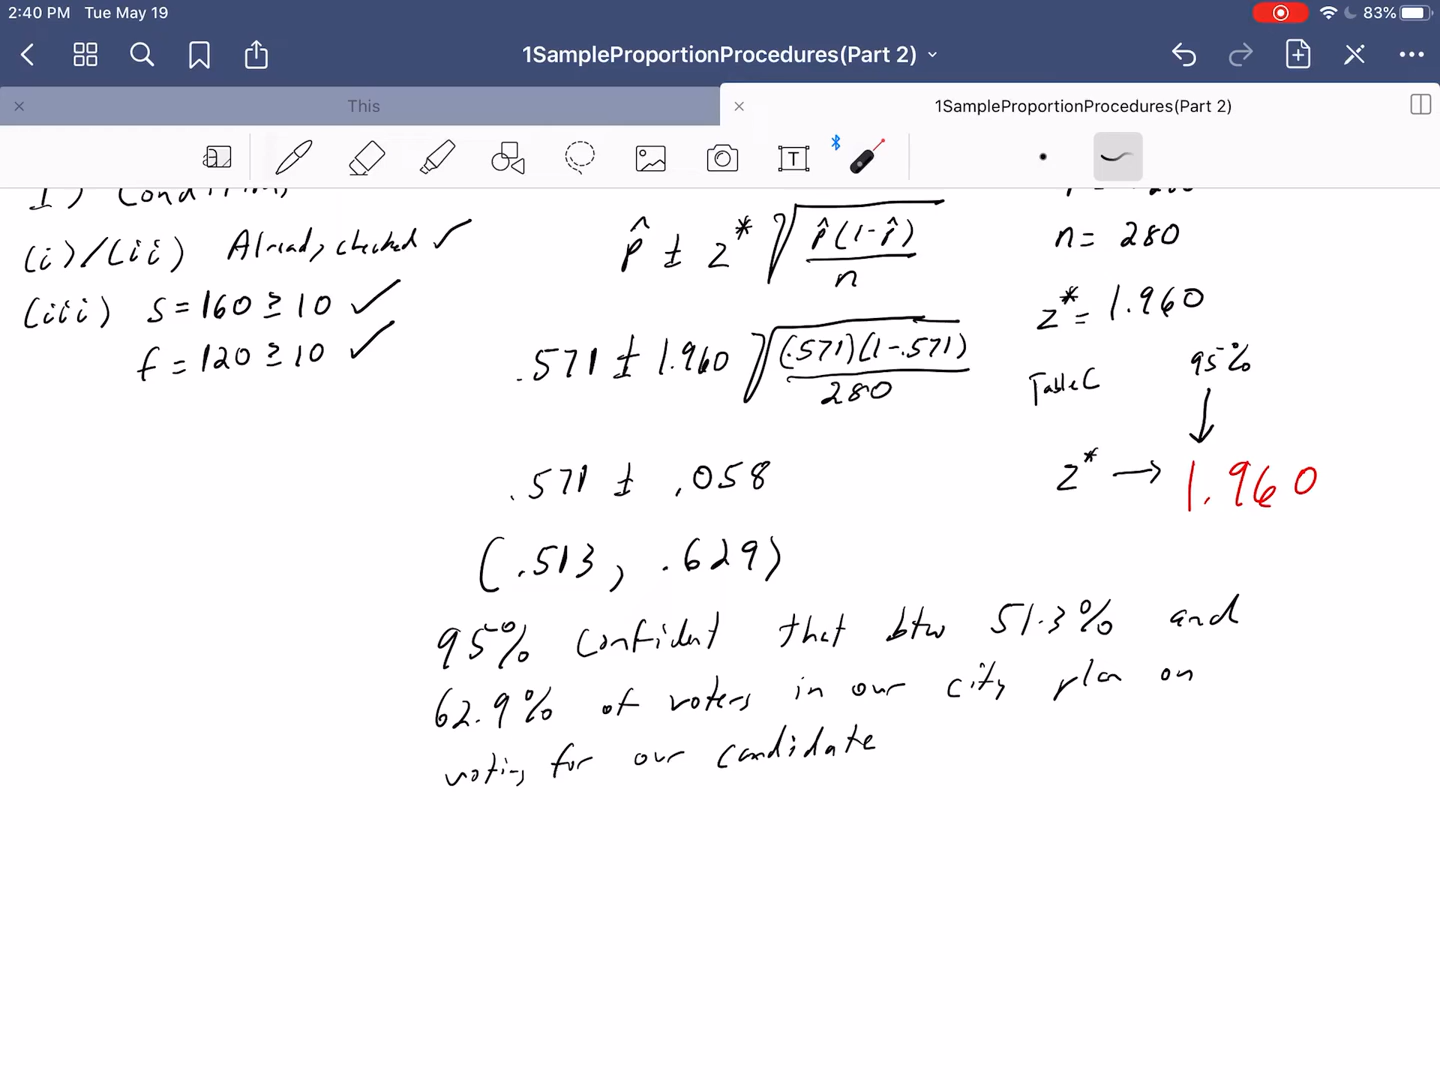 2:40 PM Tue May 19
83%
1SampleProportionProcedures(Part 2)
This
1SampleProportionProcedures(Part 2)
T
(i)/(ii) Already checked ✓
(iii) s = 160 ≥ 10 ✓
f = 120 ≥ 10 ✓
p̂ ± z* √(p̂(1-p̂)/n)
.571 ± 1.960 √((.571)(1-.571)/280)
.571 ± .058
(.513, .629)
95% confident that btw 51.3% and
62.9% of voters in our city plan on
voting for our candidate
n = 280
z* = 1.960
Table C 95%
z* → 1.960